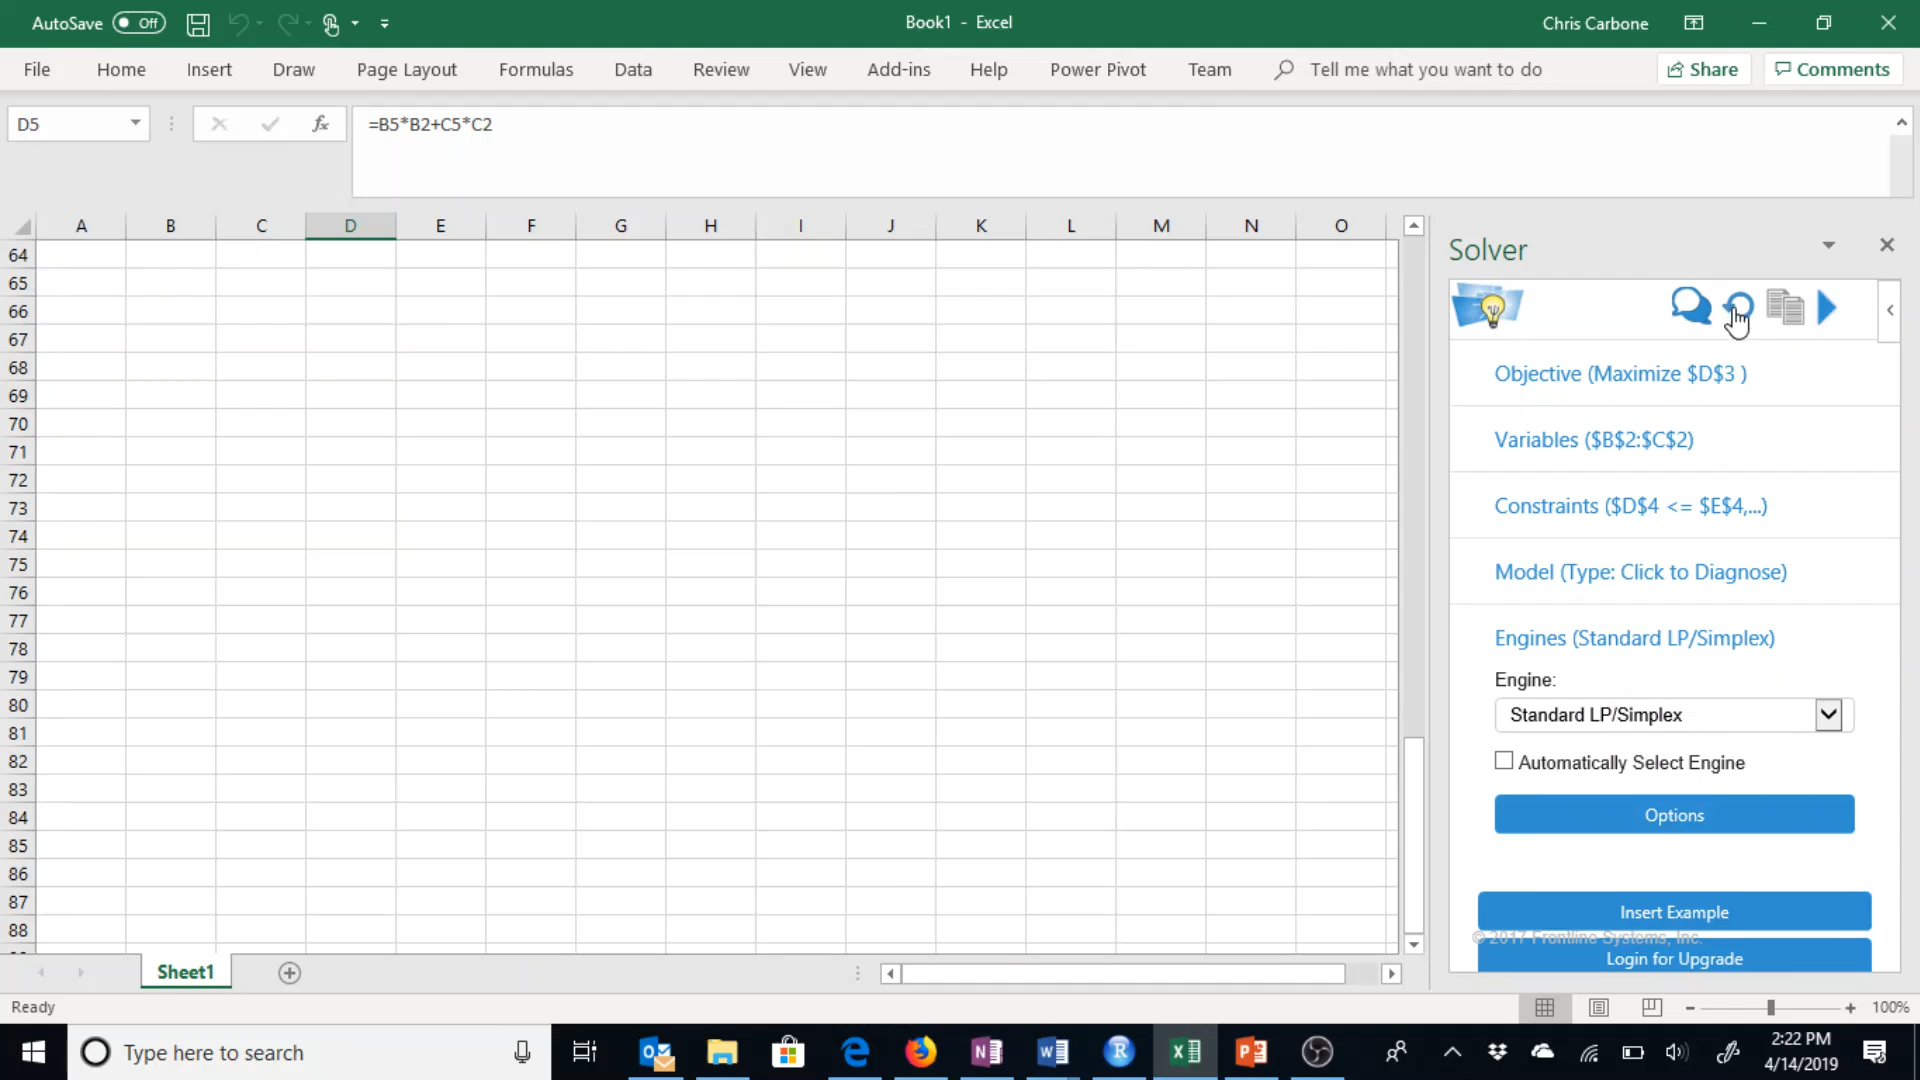 AutoSave Off
Book1 - Excel
Chris Carbone
File Home Insert Draw Page Layout Formulas Data Review View Add-ins Help Power Pivot Team Tell me what you want to do Share Comments
D5 fx =B5*B2+C5*C2
A B C D E F G H I J K L M N O
64
65
66
67
68
69
70
71
72
73
74
75
76
77
78
79
80
81
82
83
84
85
86
87
88
Solver
Objective (Maximize $D$3 )
Variables ($B$2:$C$2)
Constraints ($D$4 <= $E$4,...)
Model (Type: Click to Diagnose)
Engines (Standard LP/Simplex)
Engine:
Standard LP/Simplex
Automatically Select Engine
Options
Insert Example
© 2017 Frontline Systems, Inc.
Login for Upgrade
Sheet1
Ready
100%
Type here to search
2:22 PM
4/14/2019